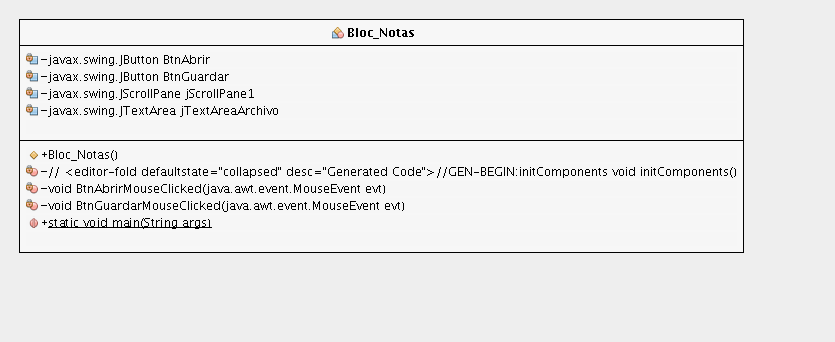 Bloc_Notas
-javax.swing.JButton BtnAbrir
-javax.swing.JButton BtnGuardar
-javax.swing.JScrollPane jScrollPane1
-javax.swing.JTextArea jTextAreaArchivo
+Bloc_Notas()
-// <editor-fold defaultstate="collapsed" desc="Generated Code">//GEN-BEGIN:initComponents void initComponents()
-void BtnAbrirMouseClicked(java.awt.event.MouseEvent evt)
-void BtnGuardarMouseClicked(java.awt.event.MouseEvent evt)
+static void main(String args)